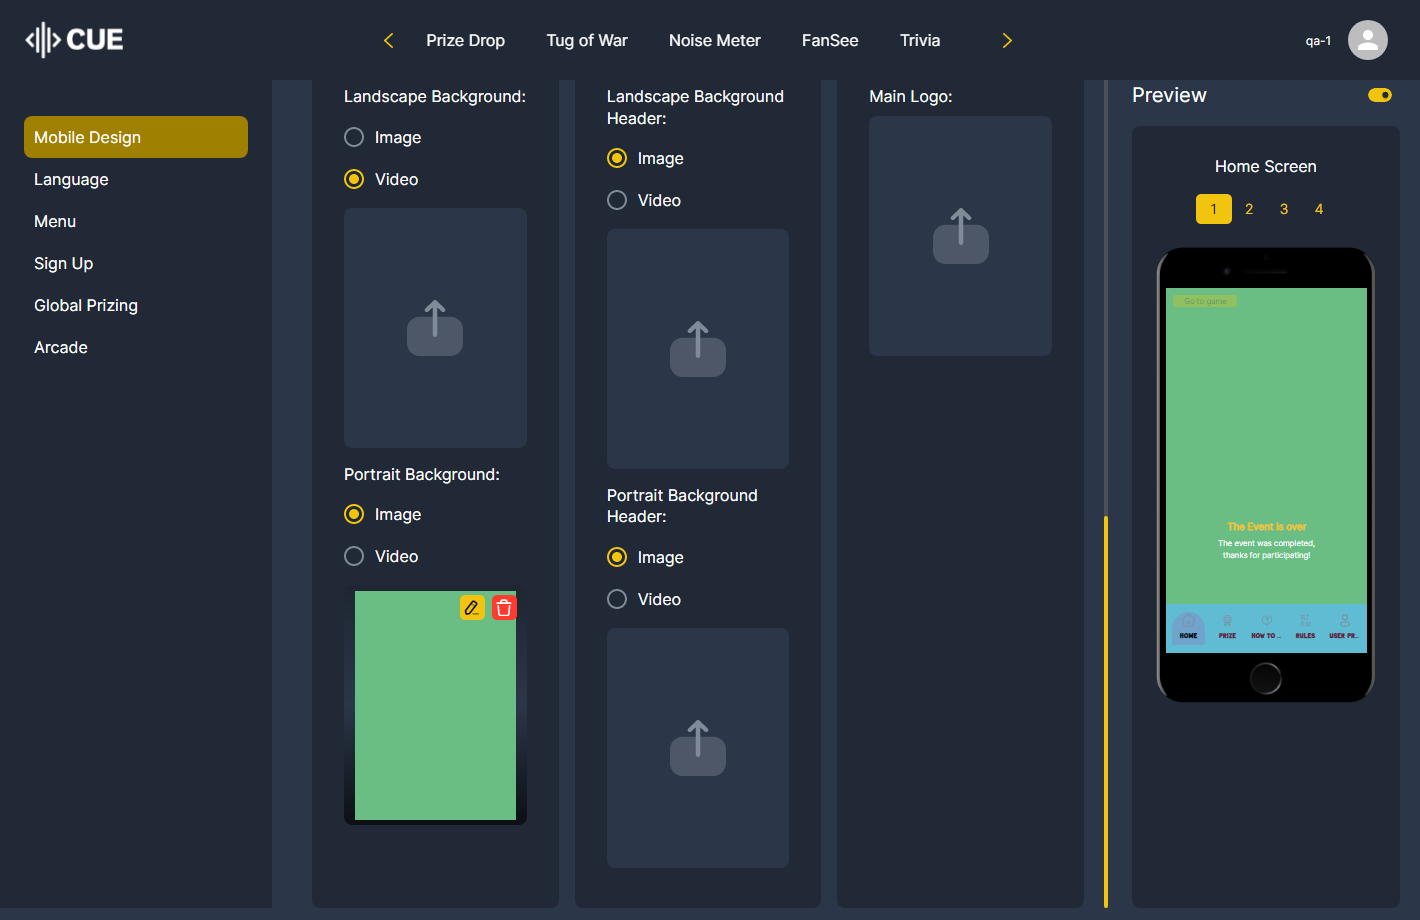 CUE
Prize Drop
Tug of War
Noise Meter
FanSee
Trivia
qa-1
Mobile Design
Language
Menu
Sign Up
Global Prizing
Arcade
Landscape Background:
Image
Video
Portrait Background:
Image
Video
Landscape Background
Header:
Image
Video
Portrait Background
Header:
Image
Video
Main Logo:
Preview
Home Screen
1 2 3 4
Go to game
The Event is over
The event was completed,
thanks for participating!
HOME PRIZE HOW TO ... RULES USER PR...